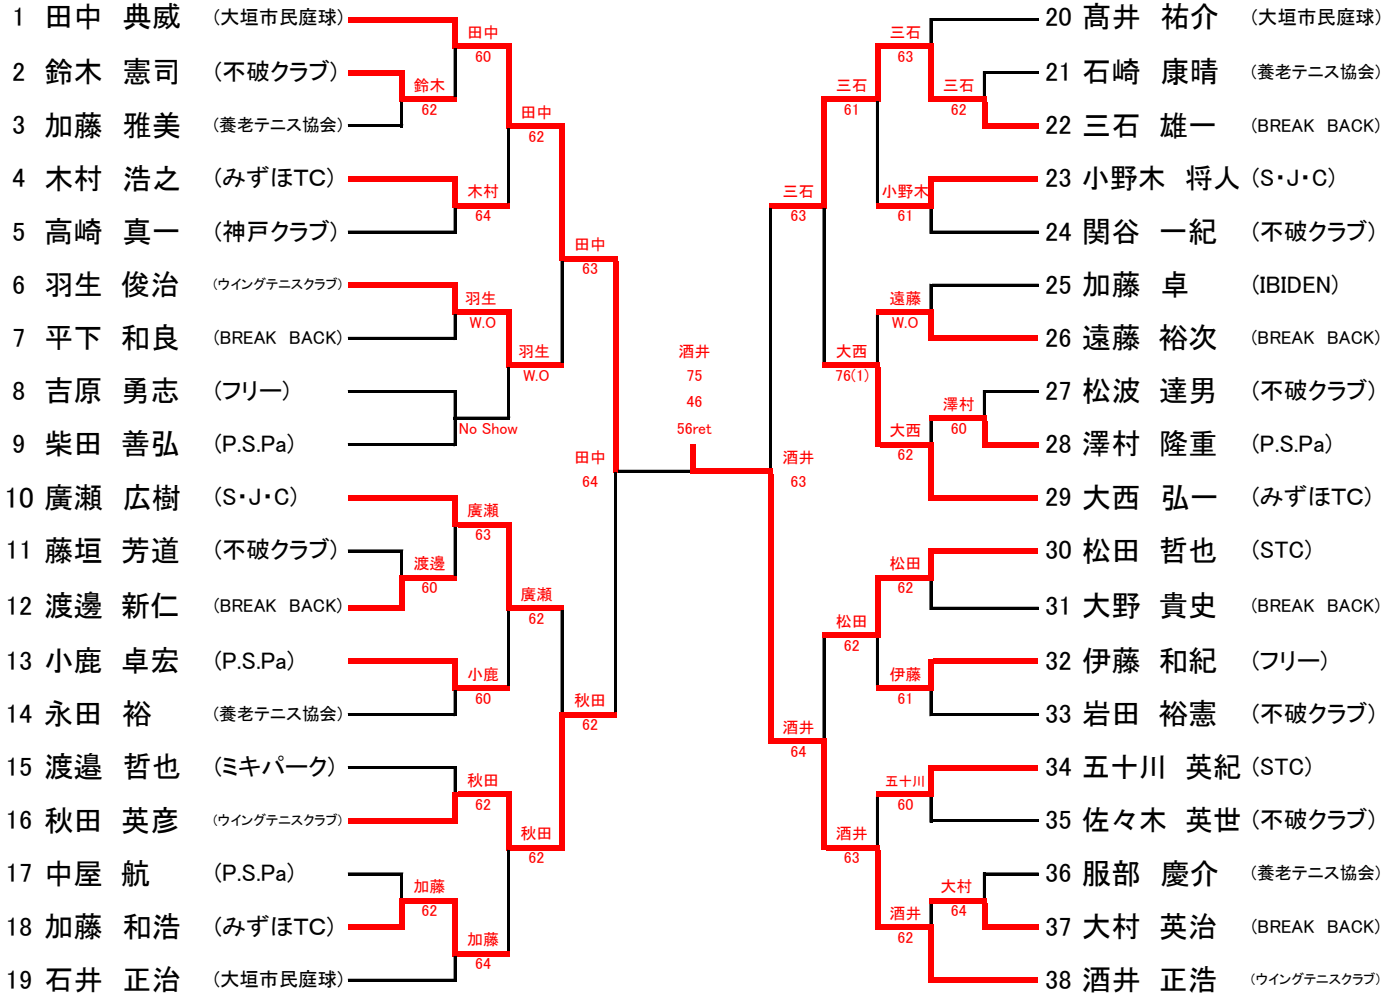 1 田中 典威 (大垣市民庭球)
2 鈴木 憲司 (不破クラブ)
3 加藤 雅美 (養老テニス協会)
4 木村 浩之 (みずほTC)
5 高崎 真一 (神戸クラブ)
6 羽生 俊治 (ウイングテニスクラブ)
7 平下 和良 (BREAK BACK)
8 吉原 勇志 (フリー)
9 柴田 善弘 (P.S.Pa)
10 廣瀬 広樹 (S・J・C)
11 藤垣 芳道 (不破クラブ)
12 渡邊 新仁 (BREAK BACK)
13 小鹿 卓宏 (P.S.Pa)
14 永田 裕 (養老テニス協会)
15 渡邉 哲也 (ミキパーク)
16 秋田 英彦 (ウイングテニスクラブ)
17 中屋 航 (P.S.Pa)
18 加藤 和浩 (みずほTC)
19 石井 正治 (大垣市民庭球)
鈴木
62
渡邉
60
加藤
62
田中
60
木村
64
羽生
W.O
No Show
廣瀬
63
小鹿
60
秋田
62
加藤
64
田中
62
羽生
W.O
廣瀬
62
秋田
62
田中
63
秋田
62
田中
64
酒井
75
46
56ret
酒井
63
三石
63
酒井
64
三石
61
大西
76(1)
松田
62
酒井
63
三石
63
小野木
61
遠藤
W.O
大西
62
松田
62
伊藤
61
五十川
60
酒井
62
三石
62
澤村
60
大村
64
20 髙井 祐介 (大垣市民庭球)
21 石崎 康晴 (養老テニス協会)
22 三石 雄一 (BREAK BACK)
23 小野木 将人 (S・J・C)
24 関谷 一紀 (不破クラブ)
25 加藤 卓 (IBIDEN)
26 遠藤 裕次 (BREAK BACK)
27 松波 達男 (不破クラブ)
28 澤村 隆重 (P.S.Pa)
29 大西 弘一 (みずほTC)
30 松田 哲也 (STC)
31 大野 貴史 (BREAK BACK)
32 伊藤 和紀 (フリー)
33 岩田 裕憲 (不破クラブ)
34 五十川 英紀 (STC)
35 佐々木 英世 (不破クラブ)
36 服部 慶介 (養老テニス協会)
37 大村 英治 (BREAK BACK)
38 酒井 正浩 (ウイングテニスクラブ)